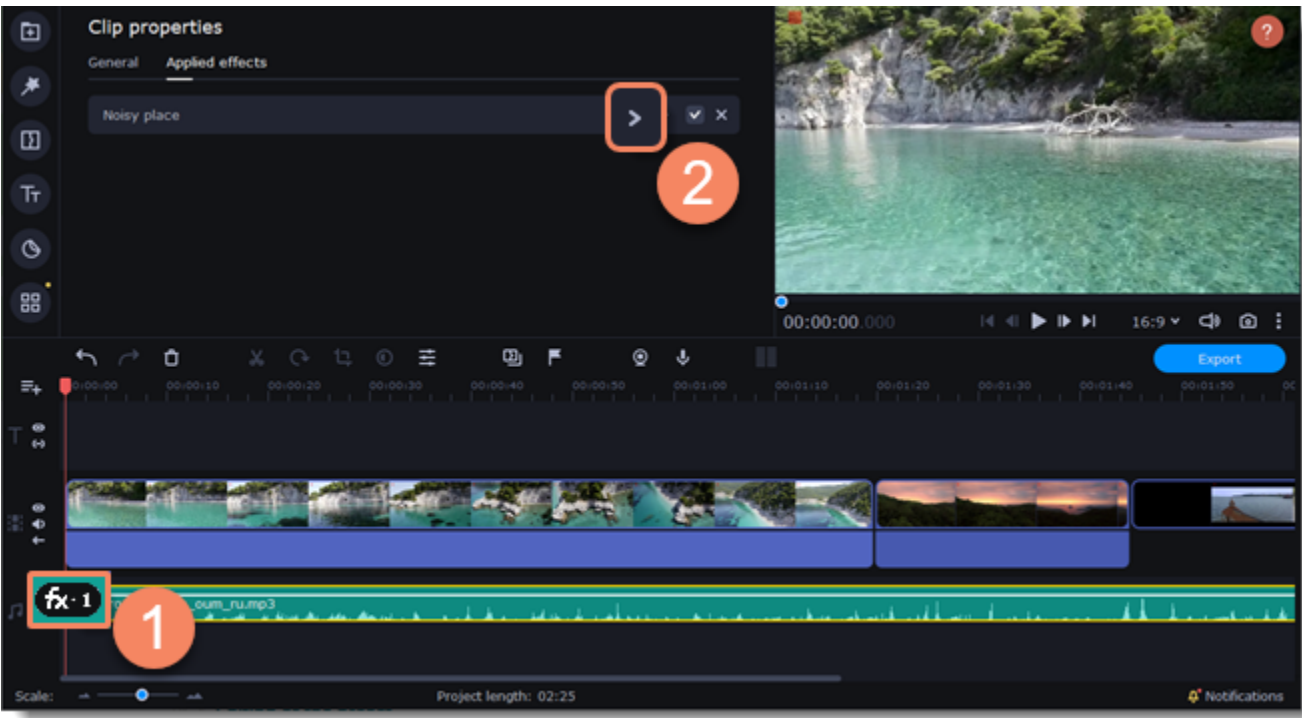 Clip properties
General Applied effects
Noisy place
2
?
Tт
00:00:00.000
16:9
Export
0:00:00 00:00:10 00:00:20 00:00:30 00:00:40 00:00:50 00:01:00 00:01:10 00:01:20 00:01:30 00:01:40 00:01:50 00
T
fx·1
_oum_ru.mp3
1
Scale:
Project length: 02:25
Notifications